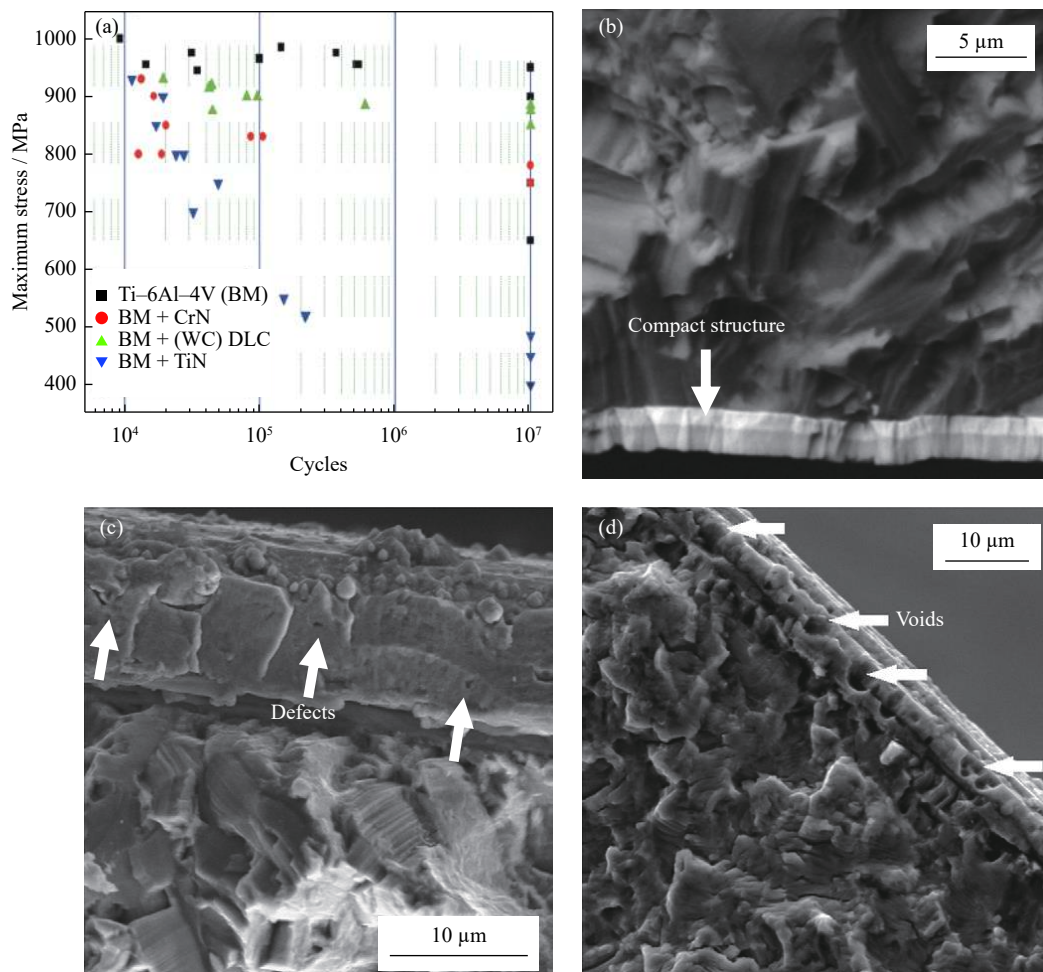 (a)
1000
900
800
700
600
500
400
Maximum stress / MPa
Ti–6Al–4V (BM)
BM + CrN
BM + (WC) DLC
BM + TiN
10⁴
10⁵
10⁶
10⁷
Cycles
(b)
5 μm
Compact structure
(c)
Defects
10 μm
(d)
10 μm
Voids